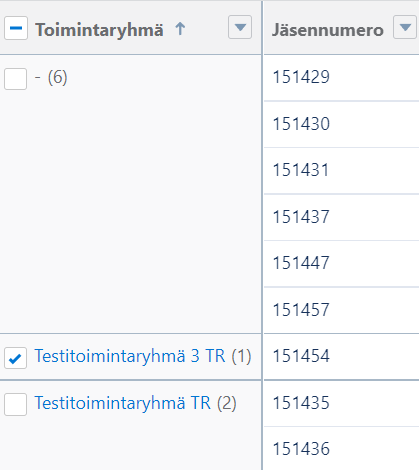 Toimintaryhmä ↑ Jäsennumero
- (6) 151429
151430
151431
151437
151447
151457
Testitoimintaryhmä 3 TR (1) 151454
Testitoimintaryhmä TR (2) 151435
151436